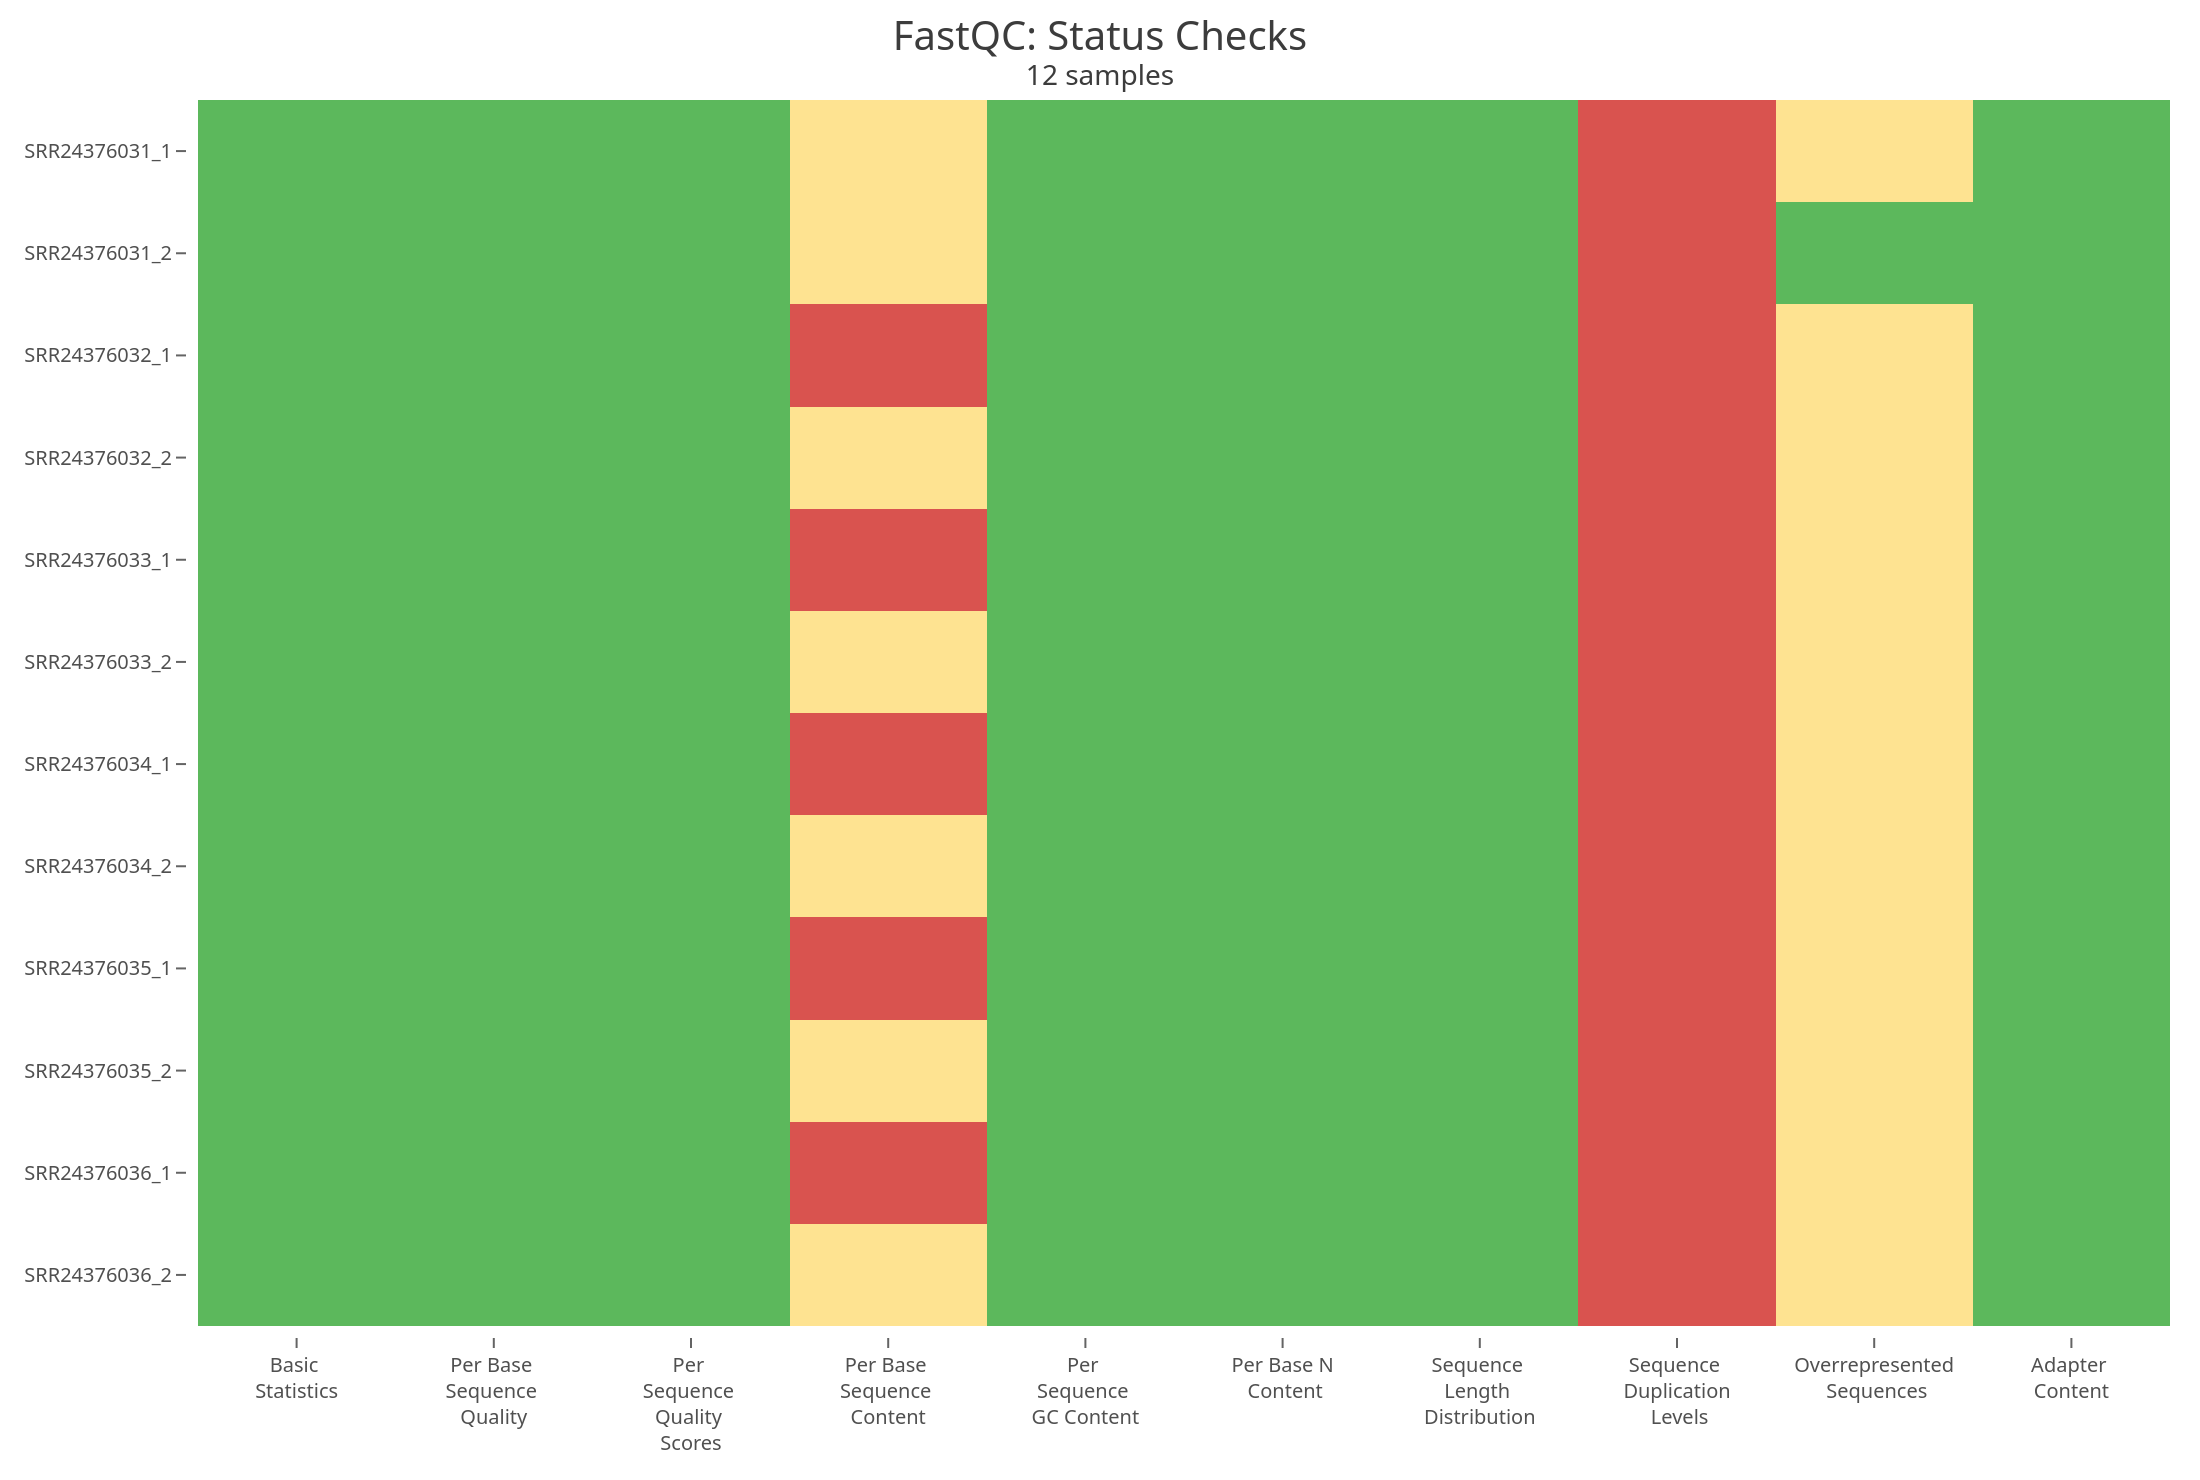 FastQC: Status Checks
12 samples
SRR24376031_1
SRR24376031_2
SRR24376032_1
SRR24376032_2
SRR24376033_1
SRR24376033_2
SRR24376034_1
SRR24376034_2
SRR24376035_1
SRR24376035_2
SRR24376036_1
SRR24376036_2
Basic
Statistics
Per Base
Sequence
Quality
Per
Sequence
Quality
Scores
Per Base
Sequence
Content
Per
Sequence
GC Content
Per Base N
Content
Sequence
Length
Distribution
Sequence
Duplication
Levels
Overrepresented
Sequences
Adapter
Content